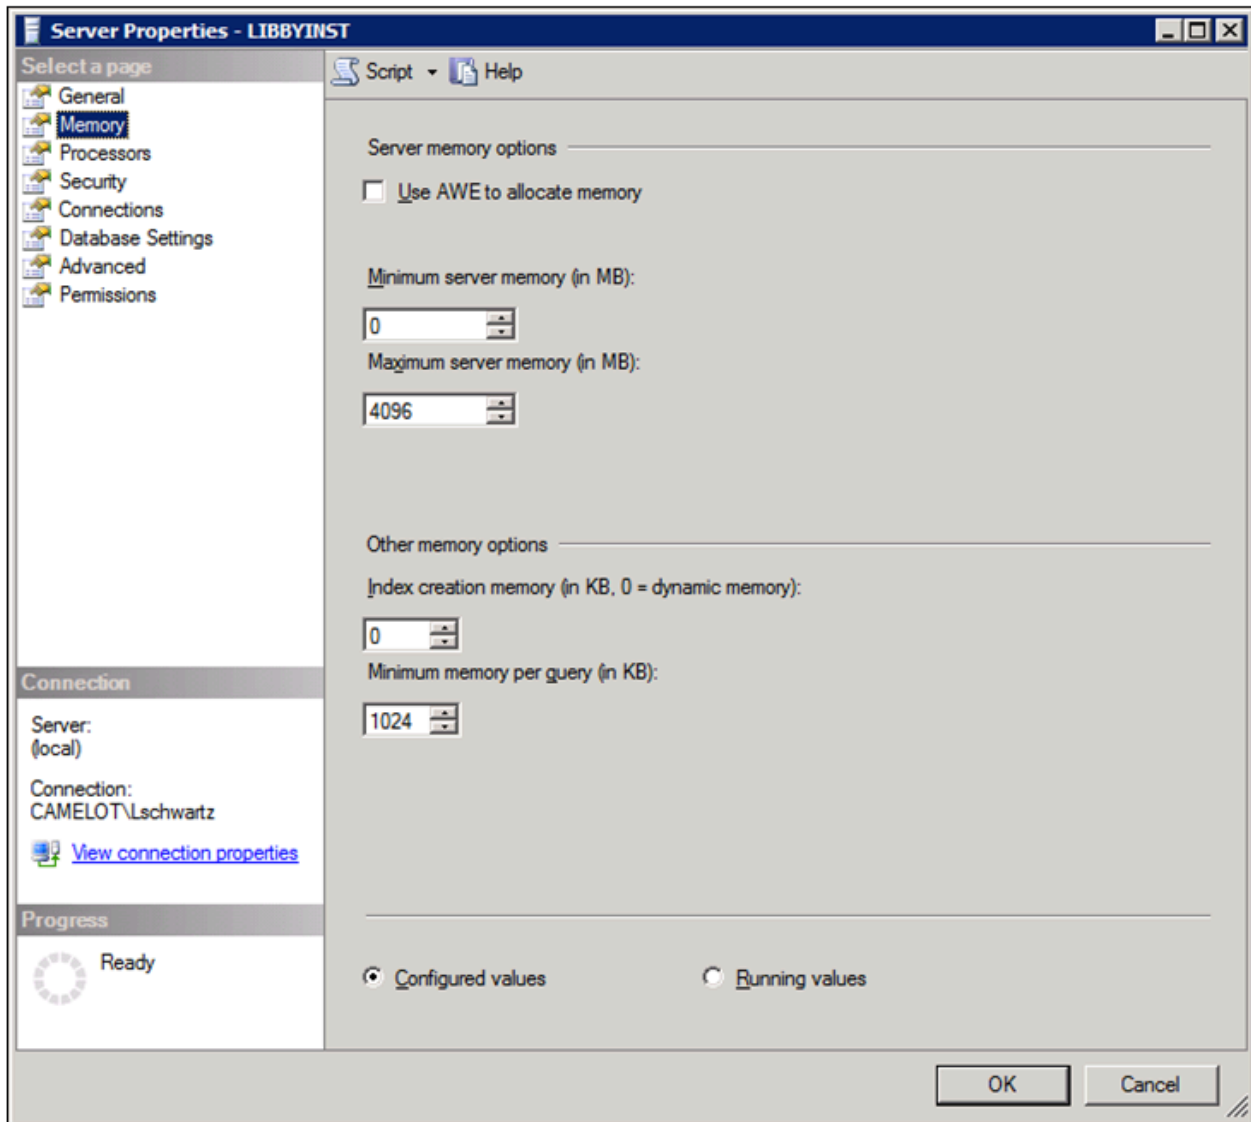 Server Properties - LIBBYINST
Select a page
General
Memory
Processors
Security
Connections
Database Settings
Advanced
Permissions
Script Help
Server memory options
Use AWE to allocate memory
Minimum server memory (in MB):
0
Maximum server memory (in MB):
4096
Other memory options
Index creation memory (in KB, 0 = dynamic memory):
0
Minimum memory per query (in KB):
1024
Connection
Server:
(local)
Connection:
CAMELOT\Lschwartz
View connection properties
Progress
Ready
Configured values Running values
OK Cancel